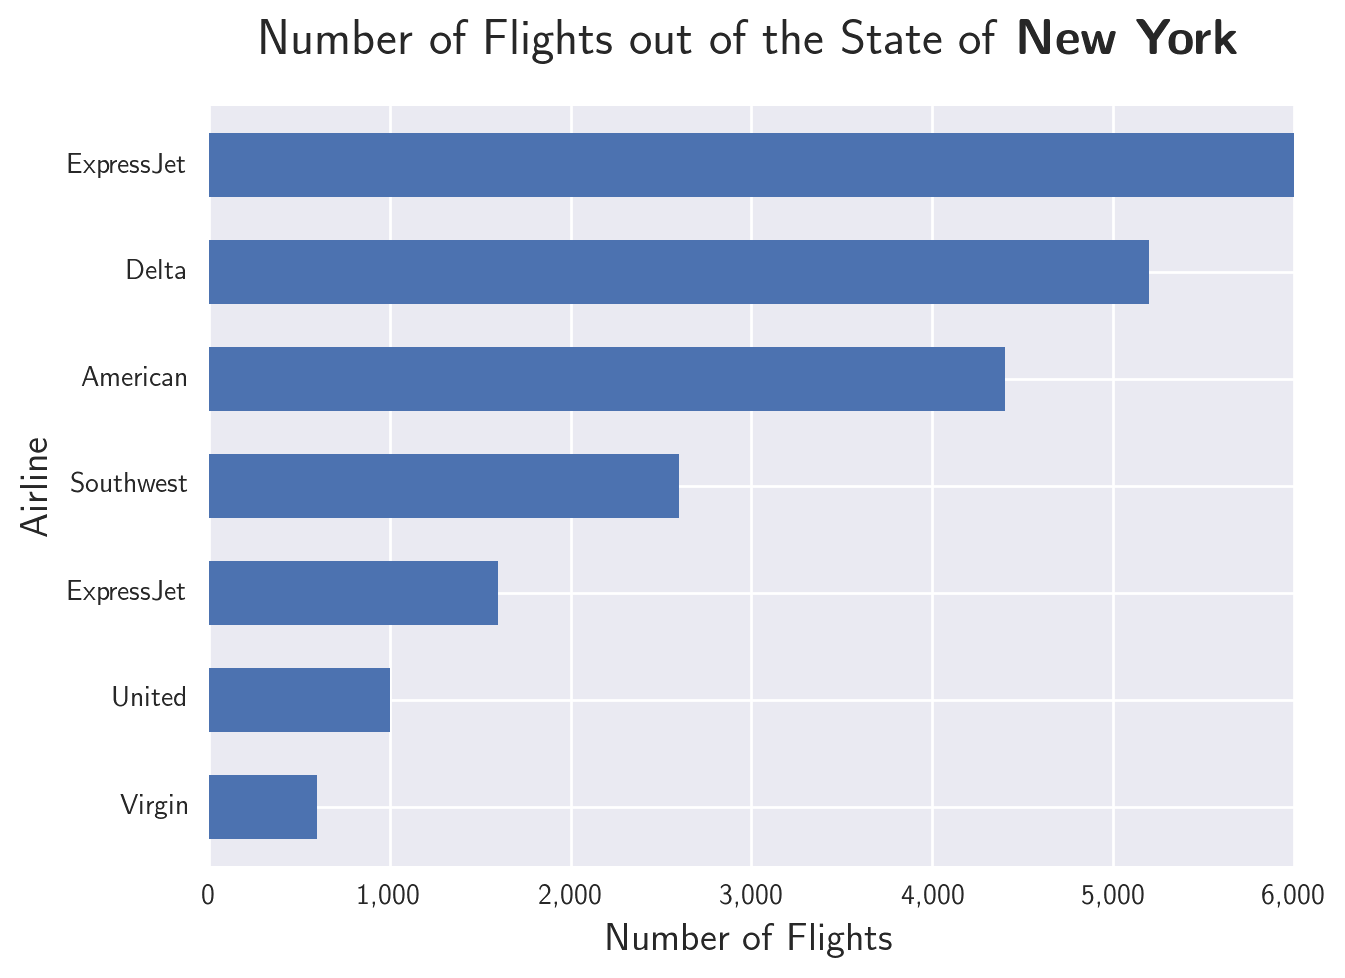 Number of Flights out of the State of New York
ExpressJet
Delta
American
Southwest
ExpressJet
United
Virgin
Airline
0 1,000 2,000 3,000 4,000 5,000 6,000
Number of Flights